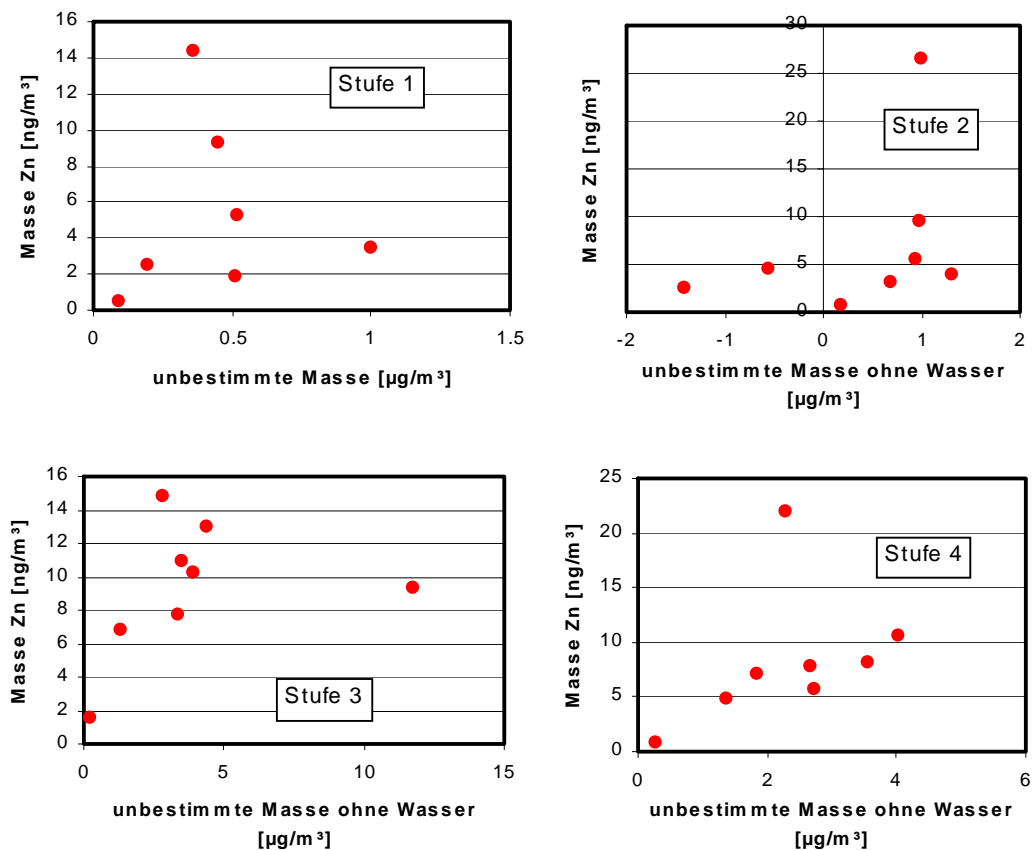 Masse Zn [ng/m³]
16
14
12
10
8
6
4
2
0
Stufe 1
0 0.5 1 1.5
unbestimmte Masse [µg/m³]
Masse Zn [ng/m³]
30
25
20
15
10
5
0
Stufe 2
-2 -1 0 1 2
unbestimmte Masse ohne Wasser
[µg/m³]
Masse Zn [ng/m³]
16
14
12
10
8
6
4
2
0
Stufe 3
0 5 10 15
unbestimmte Masse ohne Wasser
[µg/m³]
Masse Zn [ng/m³]
25
20
15
10
5
0
Stufe 4
0 2 4 6
unbestimmte Masse ohne Wasser
[µg/m³]